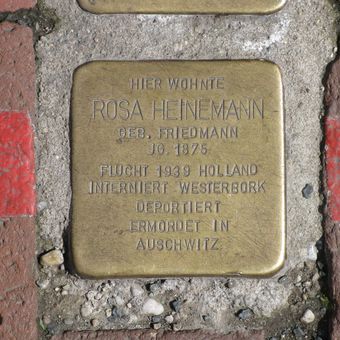 HIER WOHNTE
ROSA HEINEMANN
GEB. FRIEDMANN
JG. 1875
FLUCHT 1939 HOLLAND
INTERNIERT WESTERBORK
DEPORTIERT
ERMORDET IN
AUSCHWITZ